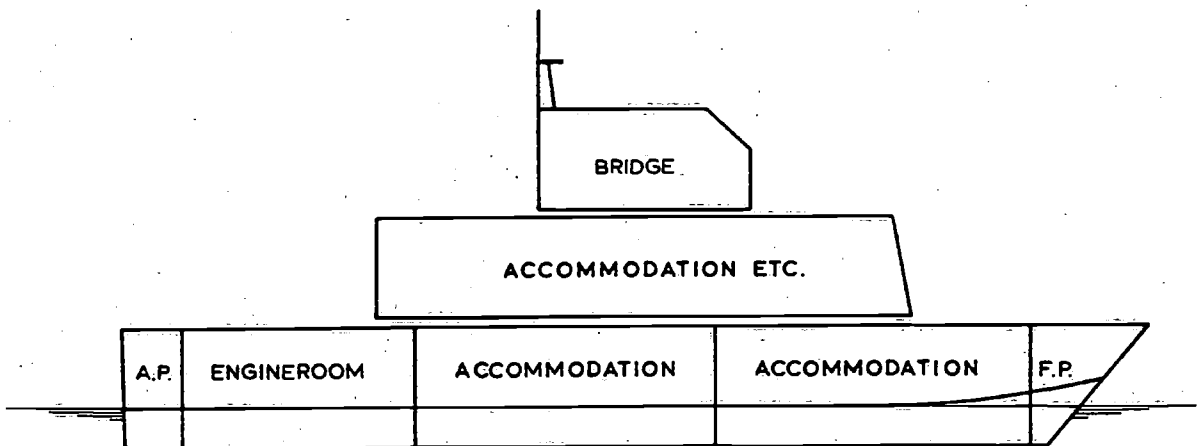 BRIDGE
ACCOMMODATION ETC.
A.P. ENGINEROOM ACCOMMODATION ACCOMMODATION F.P.